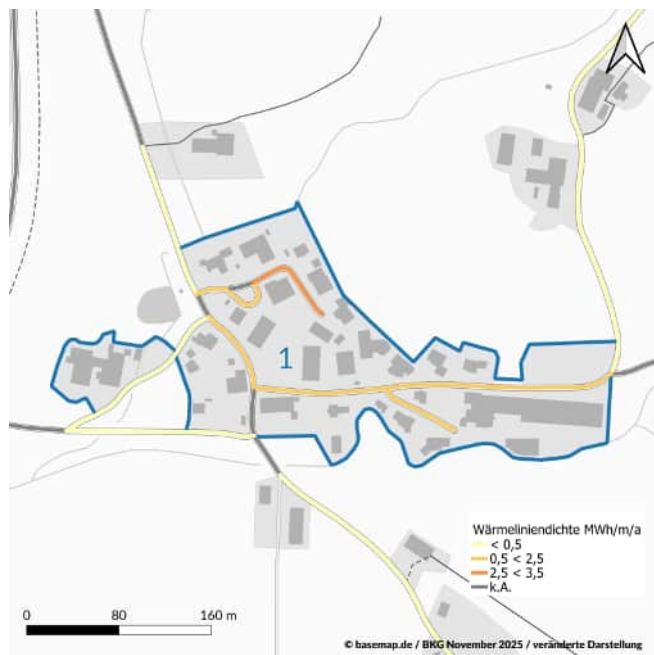 1
Wärmeliniendichte MWh/m/a
< 0,5
0,5 < 2,5
2,5 < 3,5
k.A.
0 80 160 m
© basemap.de / BKG November 2025 / veränderte Darstellung